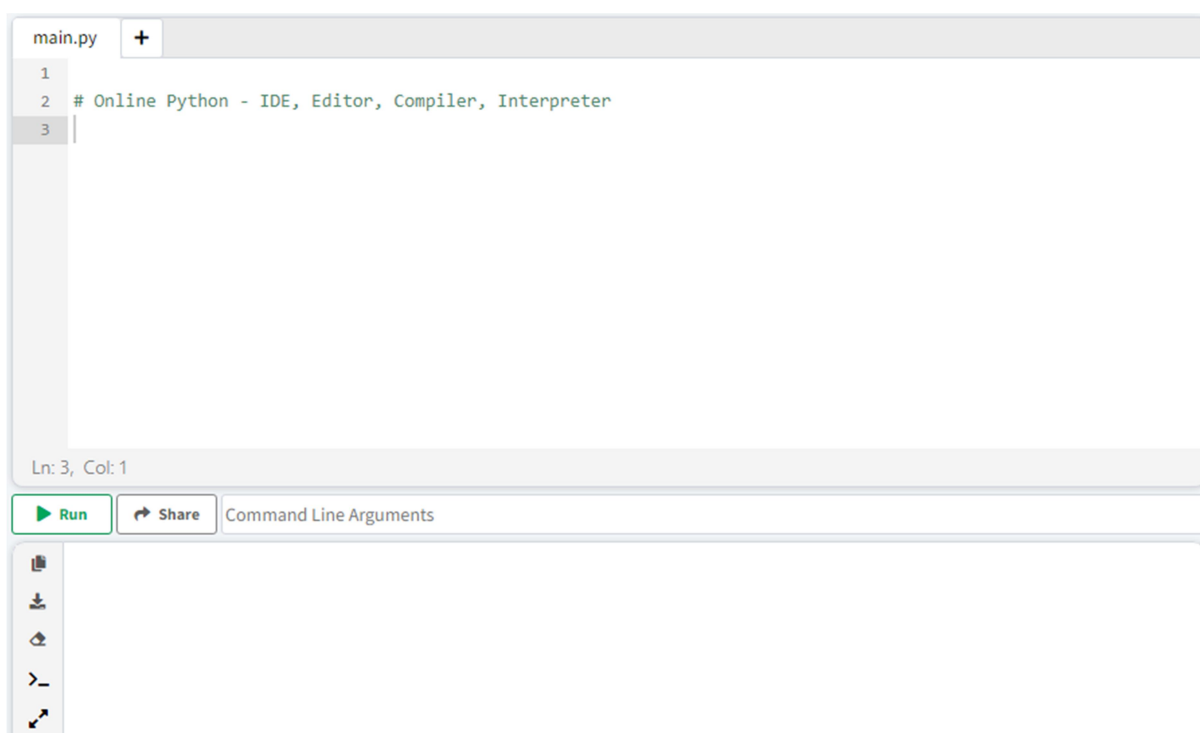 main.py +
1
2 # Online Python - IDE, Editor, Compiler, Interpreter
3
Ln: 3, Col: 1
Run Share Command Line Arguments
>_